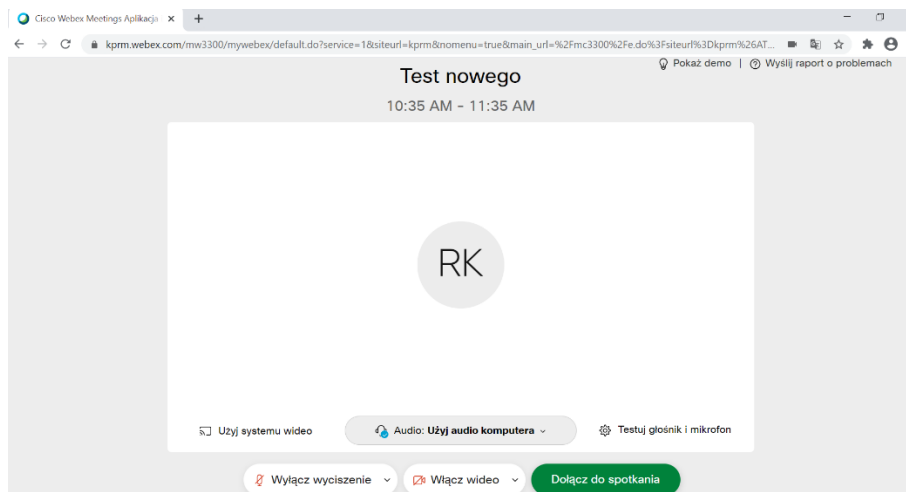 Cisco Webex Meetings Aplikacja
kprm.webex.com/mw3300/mywebex/default.do?service=1&siteurl=kprm&nomenu=true&main_url=%2Fmc3300%2Fe.do%3Fsiteurl%3Dkprm%26AT...
Test nowego
Pokaż demo | Wyślij raport o problemach
10:35 AM - 11:35 AM
RK
Użyj systemu wideo
Audio: Użyj audio komputera
Testuj głośnik i mikrofon
Wyłącz wyciszenie
Włącz wideo
Dołącz do spotkania